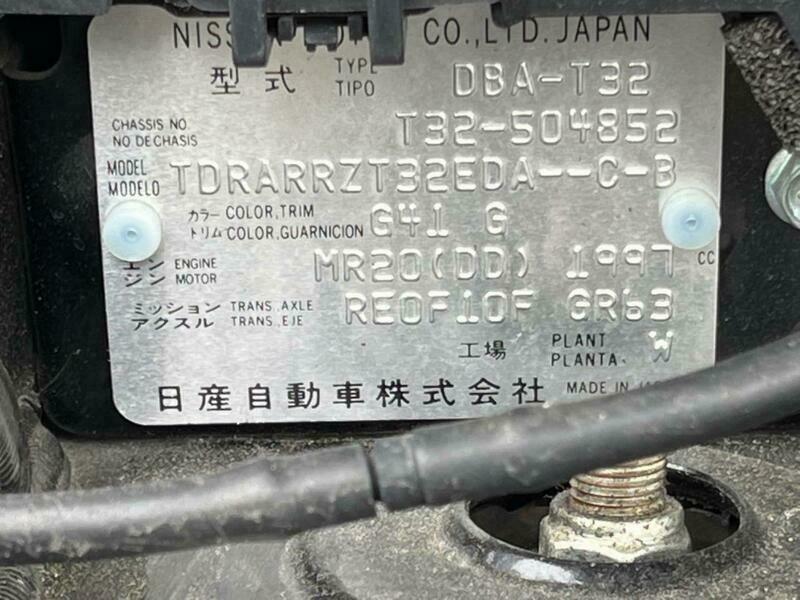 CO.,LTD. JAPAN
型式 TYPE TIPO DBA-T32
CHASSIS NO. NO DE CHASIS T32-504852
MODEL MODELO TDRARRZT32EDA--C-B
カラー COLOR,TRIM
トリム COLOR,GUARNICION G41 G
エン ENGINE
ジン MOTOR MR20(DD) 1997 CC
ミッション TRANS.AXLE
アクスル TRANS.EJE RE0F10F GR63
工場 PLANT PLANTA. W
日産自動車株式会社 MADE IN